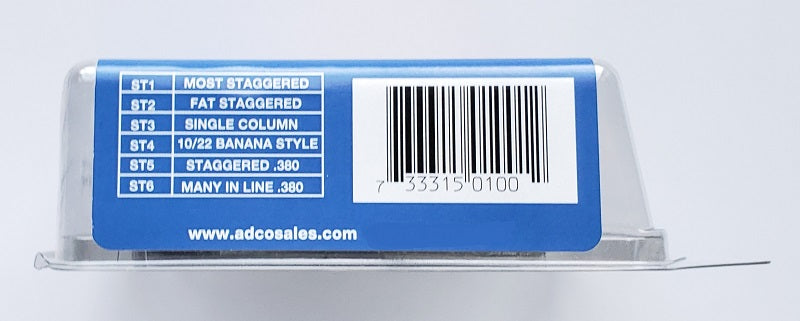 ST1 MOST STAGGERED
ST2 FAT STAGGERED
ST3 SINGLE COLUMN
ST4 10/22 BANANA STYLE
ST5 STAGGERED .380
ST6 MANY IN LINE .380
www.adcosales.com
7 33315 0100